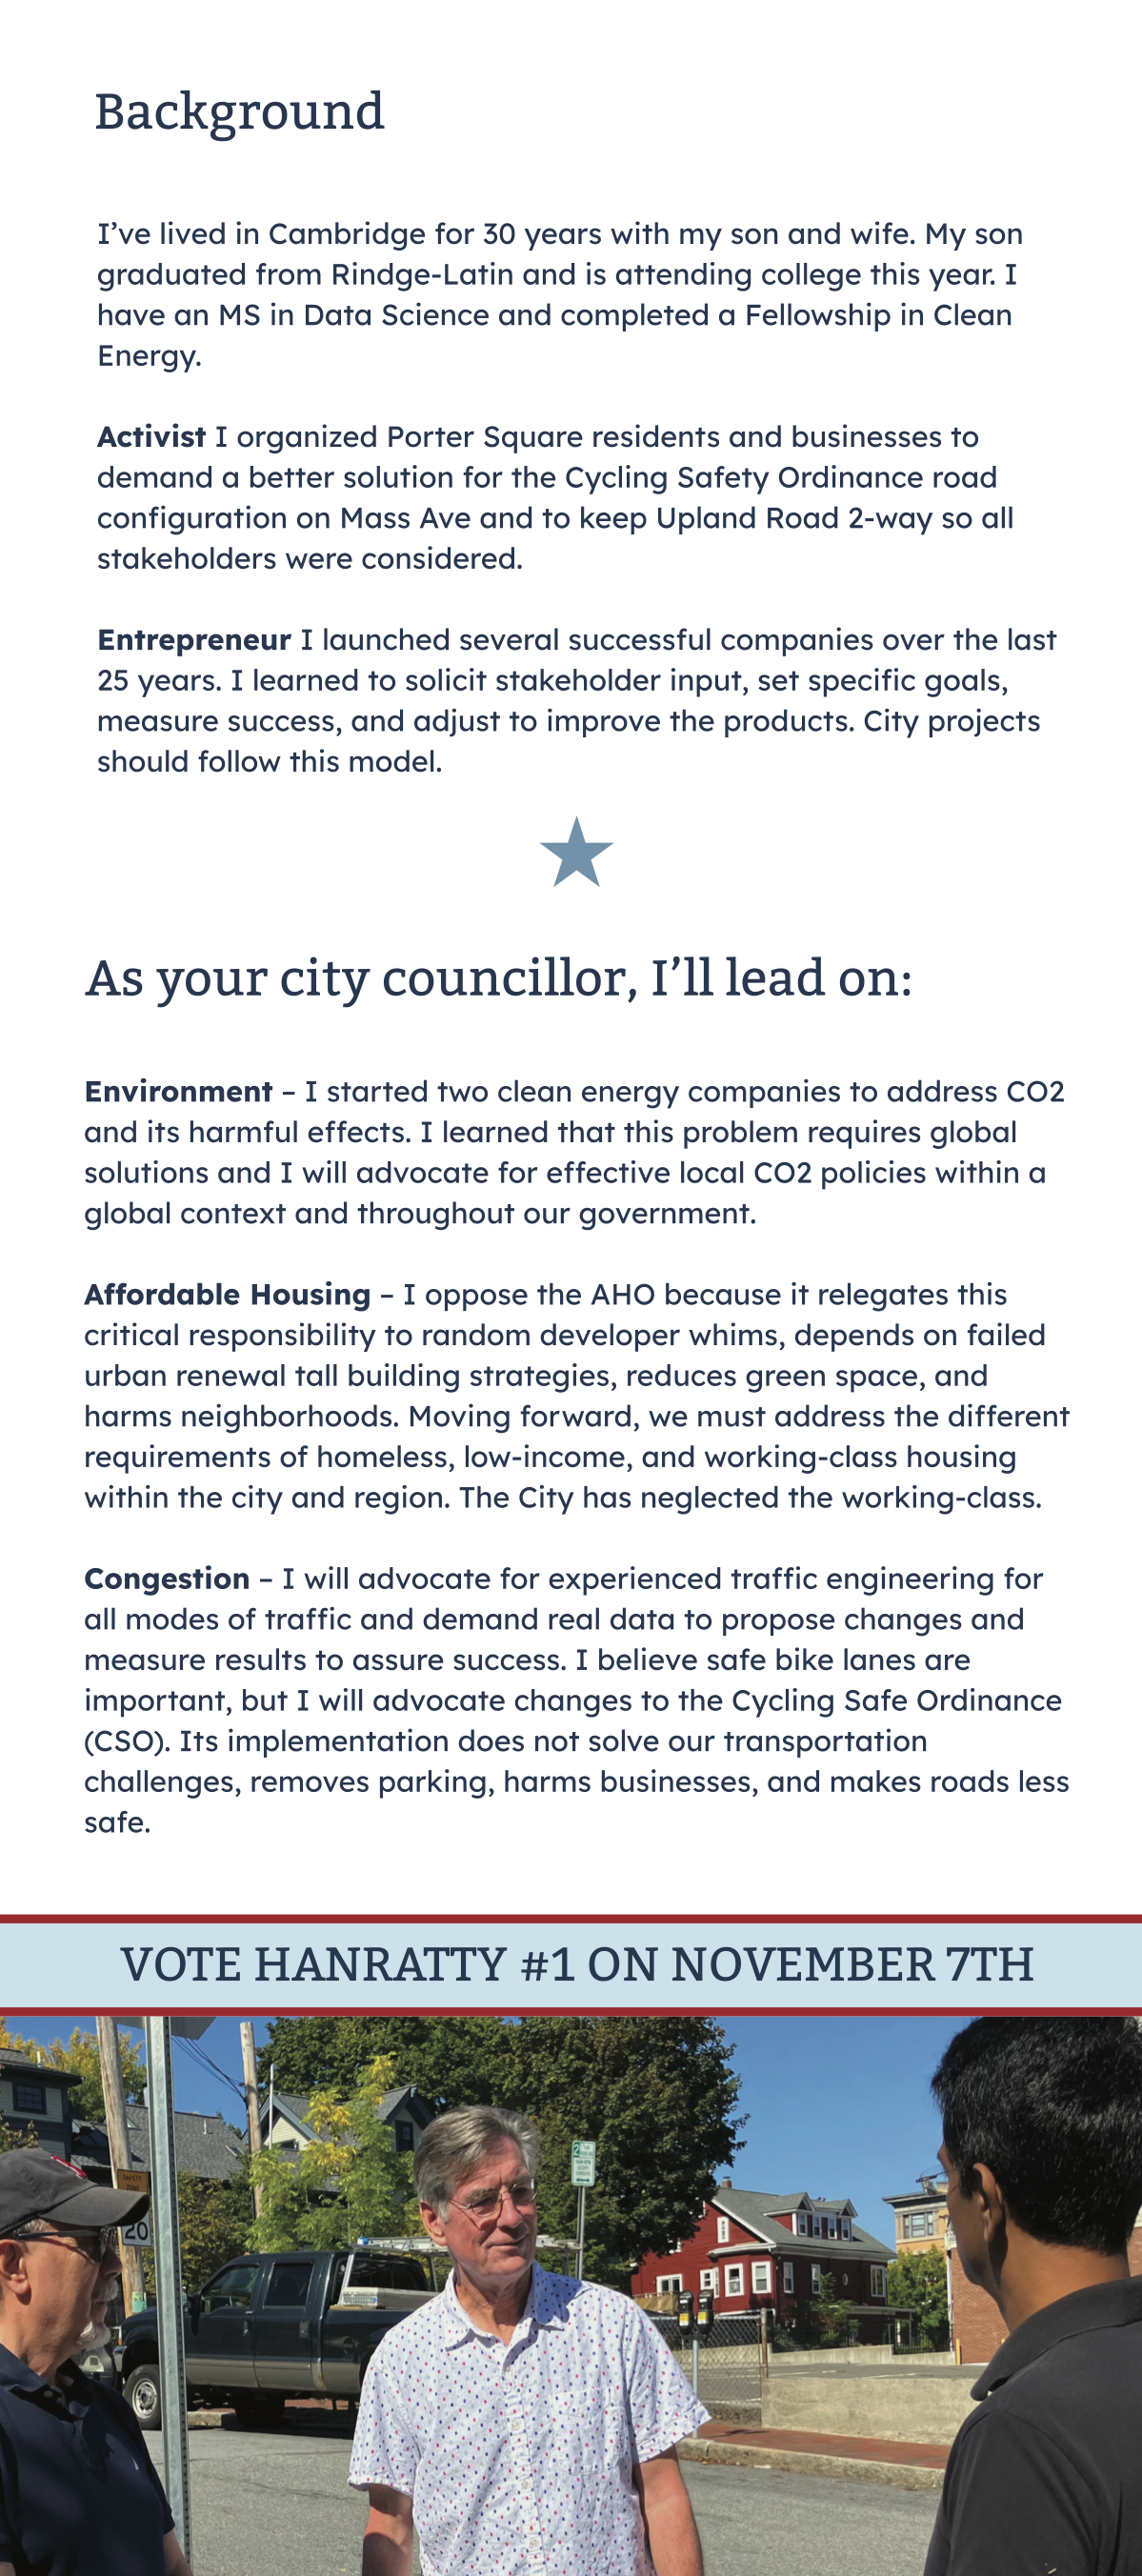 Background
I’ve lived in Cambridge for 30 years with my son and wife. My son
graduated from Rindge-Latin and is attending college this year. I
have an MS in Data Science and completed a Fellowship in Clean
Energy.
Activist I organized Porter Square residents and businesses to
demand a better solution for the Cycling Safety Ordinance road
configuration on Mass Ave and to keep Upland Road 2-way so all
stakeholders were considered.
Entrepreneur I launched several successful companies over the last
25 years. I learned to solicit stakeholder input, set specific goals,
measure success, and adjust to improve the products. City projects
should follow this model.
As your city councillor, I’ll lead on:
Environment – I started two clean energy companies to address CO2
and its harmful effects. I learned that this problem requires global
solutions and I will advocate for effective local CO2 policies within a
global context and throughout our government.
Affordable Housing – I oppose the AHO because it relegates this
critical responsibility to random developer whims, depends on failed
urban renewal tall building strategies, reduces green space, and
harms neighborhoods. Moving forward, we must address the different
requirements of homeless, low-income, and working-class housing
within the city and region. The City has neglected the working-class.
Congestion – I will advocate for experienced traffic engineering for
all modes of traffic and demand real data to propose changes and
measure results to assure success. I believe safe bike lanes are
important, but I will advocate changes to the Cycling Safe Ordinance
(CSO). Its implementation does not solve our transportation
challenges, removes parking, harms businesses, and makes roads less
safe.
VOTE HANRATTY #1 ON NOVEMBER 7TH
20
2